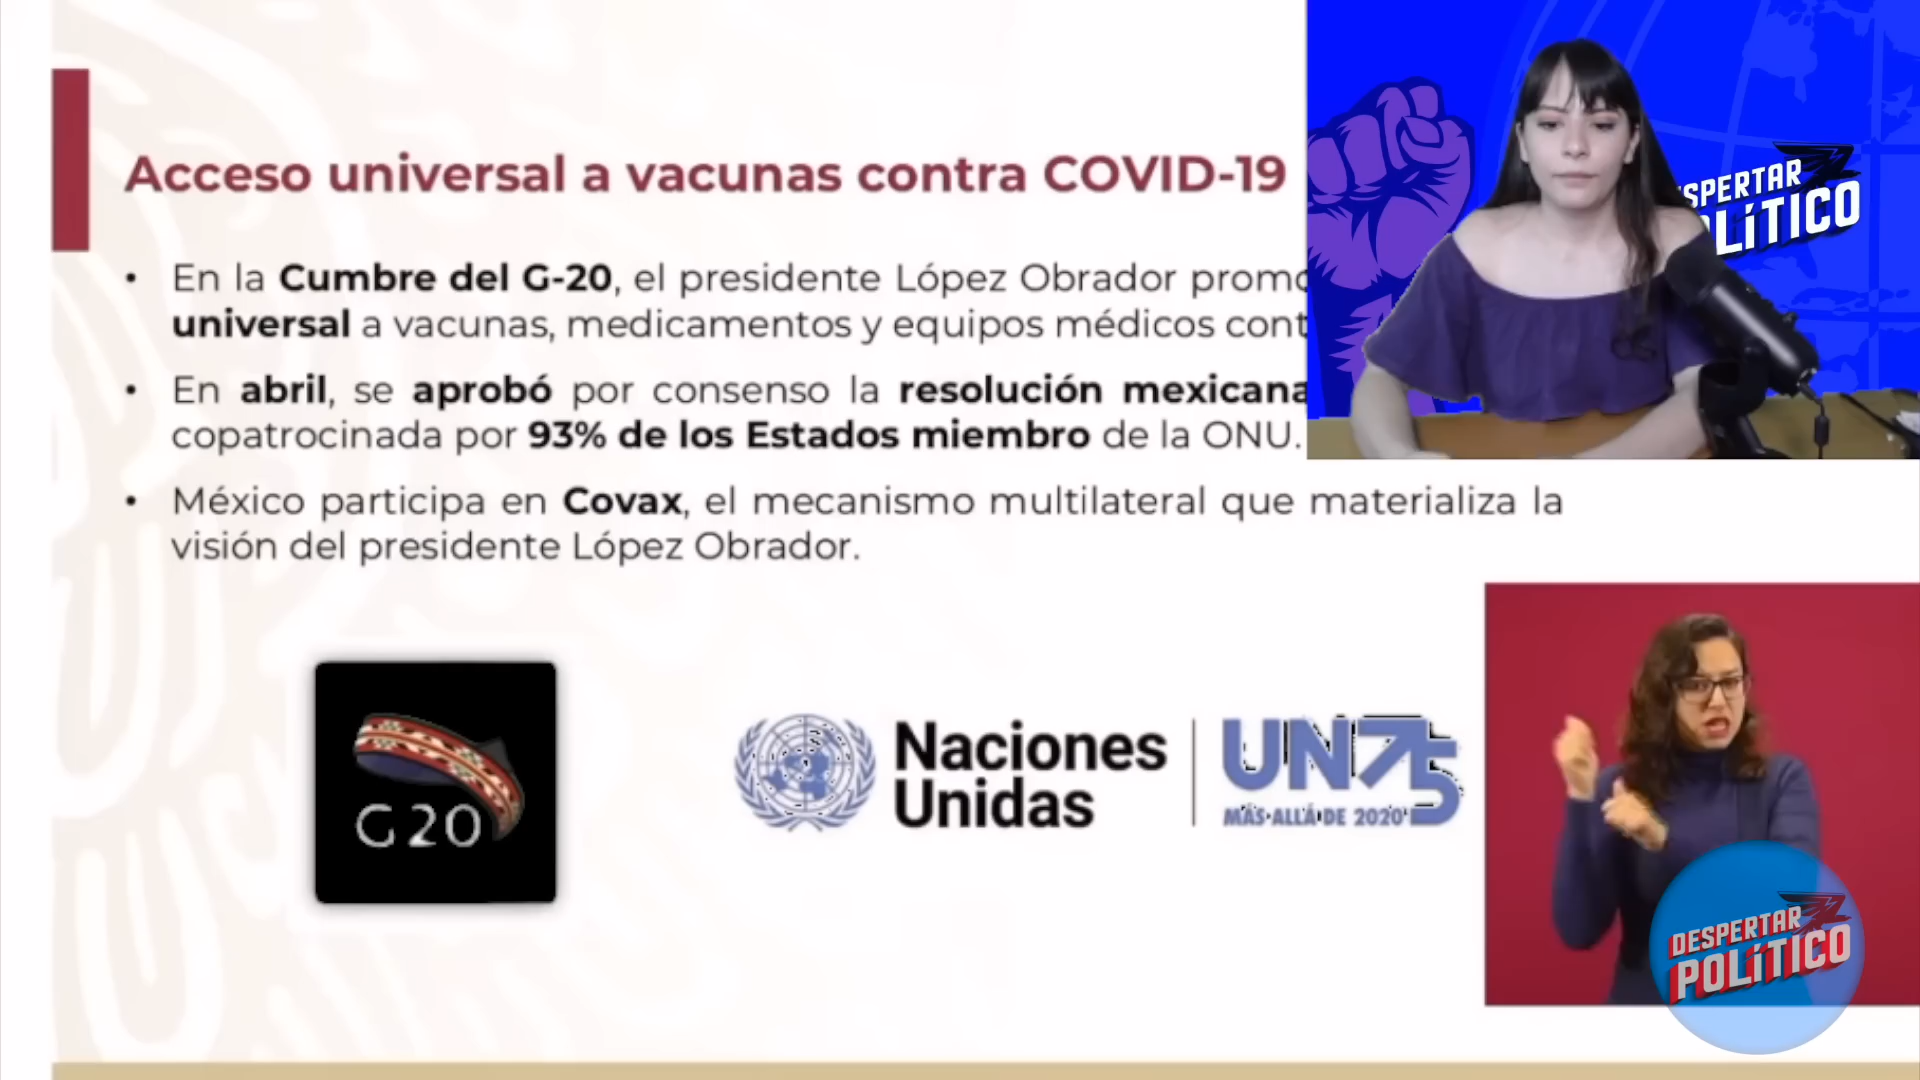 Acceso universal a vacunas contra COVID-19
• En la Cumbre del G-20, el presidente López Obrador
universal a vacunas, medicamentos y equipos médicos
• En abril, se aprobó por consenso la resolución mexicana
copatrocinada por 93% de los Estados miembro de la ONU.
• México participa en Covax, el mecanismo multilateral que materializa la
visión del presidente López Obrador.
G20
Naciones
Unidas
UN75
MÁS ALLÁ DE 2020
SPERTAR
LíTICO
DESPERTAR
POLíTICO